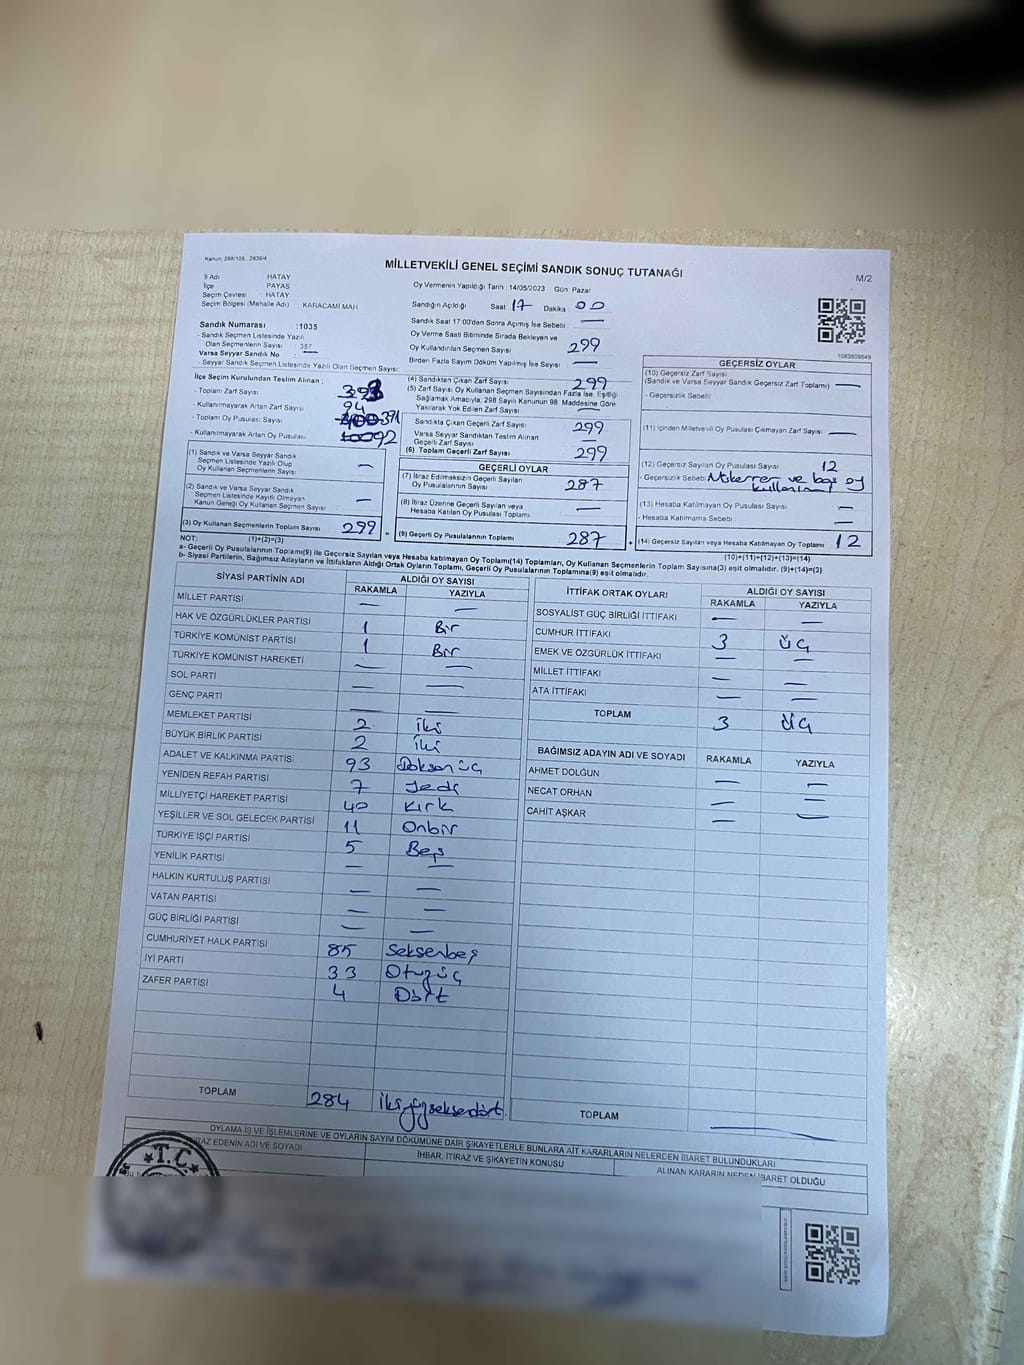 Kanun: 298/105 , 2839/4
MİLLETVEKİLİ GENEL SEÇİMİ SANDIK SONUÇ TUTANAĞI
M/2
İl Adı HATAY
İlçe PAYAS
Seçim Çevresi : HATAY
Seçim Bölgesi (Mahalle Adı) : KARACAMİ MAH
Sandık Numarası :1035
- Sandık Seçmen Listesinde Yazılı
Olan Seçmenlerin Sayısı : 357
Varsa Seyyar Sandık No : —
- Seyyar Sandık Seçmen Listesinde Yazılı Olan Seçmen Sayısı:
Oy Vermenin Yapıldığı Tarih : 14/05/2023 Gün: Pazar
Sandığın Açıldığı Saat 17 Dakika : 00
Sandık Saat 17:00'den Sonra Açılmış İse Sebebi : —
Oy Verme Saati Bitiminde Sırada Bekleyen ve
Oy Kullandırılan Seçmen Sayısı 299
Birden Fazla Sayım Döküm Yapılmış İse Sayısı : —
1083809549
İlçe Seçim Kurulundan Teslim Alınan ;
- Toplam Zarf Sayısı
- Kullanılmayarak Artan Zarf Sayısı 94
- Toplam Oy Pusulası Sayısı 400 391
- Kullanılmayarak Artan Oy Pusulası 100 92
(1) Sandık ve Varsa Seyyar Sandık
Seçmen Listesinde Yazılı Olup
Oy Kullanan Seçmenlerin Sayısı —
(2) Sandık ve Varsa Seyyar Sandık
Seçmen Listesinde Kayıtlı Olmayan
Kanun Gereği Oy Kullanan Seçmen Sayısı —
(3) Oy Kullanan Seçmenlerin Toplam Sayısı 299 =
(1)+(2)=(3)
(4) Sandıktan Çıkan Zarf Sayısı 299
(5) Zarf Sayısı Oy Kullanan Seçmen Sayısından Fazla İse, Eşitliği
Sağlamak Amacıyla, 298 Sayılı Kanunun 98. Maddesine Göre
Yakılarak Yok Edilen Zarf Sayısı —
Sandıkta Çıkan Geçerli Zarf Sayısı 299
Varsa Seyyar Sandıktan Teslim Alınan
Geçerli Zarf Sayısı —
(6) Toplam Geçerli Zarf Sayısı 299
GEÇERLİ OYLAR
(7) İtiraz Edilmeksizin Geçerli Sayılan
Oy Pusulalarının Sayısı 287
(8) İtiraz Üzerine Geçerli Sayılan veya
Hesaba Katılan Oy Pusulası Toplamı —
(9) Geçerli Oy Pusulalarının Toplamı 287 +
GEÇERSİZ OYLAR
(10) Geçersiz Zarf Sayısı
(Sandık ve Varsa Seyyar Sandık Geçersiz Zarf Toplamı) —
- Geçersizlik Sebebi
(11) İçinden Milletvekili Oy Pusulası Çıkmayan Zarf Sayısı —
(12) Geçersiz Sayılan Oy Pusulası Sayısı 12
- Geçersizlik Sebebi Mükerrer ve boş oy
kullanımı
(13) Hesaba Katılmayan Oy Pusulası Sayısı —
- Hesaba Katılmama Sebebi : —
(14) Geçersiz Sayılan veya Hesaba Katılmayan Oy Toplamı 12
(10)+(11)+(12)+(13)=(14)
NOT:
a- Geçerli Oy Pusulalarının Toplamı(9) ile Geçersiz Sayılan veya Hesaba katılmayan Oy Toplamı(14) Toplamları, Oy Kullanan Seçmenlerin Toplam Sayısına(3) eşit olmalıdır. (9)+(14)=(3)
b- Siyasi Partilerin, Bağımsız Adayların ve İttifakların Aldığı Ortak Oyların Toplamı, Geçerli Oy Pusulalarının Toplamına(9) eşit olmalıdır.
SİYASİ PARTİNİN ADI ALDIĞI OY SAYISI
RAKAMLA YAZIYLA
MİLLET PARTİSİ — —
HAK VE ÖZGÜRLÜKLER PARTİSİ 1 Bir
TÜRKİYE KOMÜNİST PARTİSİ 1 Bir
TÜRKİYE KOMÜNİST HAREKETİ — —
SOL PARTİ — —
GENÇ PARTİ — —
MEMLEKET PARTİSİ 2 iki
BÜYÜK BİRLİK PARTİSİ 2 iki
ADALET VE KALKINMA PARTİSİ 93 Doksanüç
YENİDEN REFAH PARTİSİ 7 Yedi
MİLLİYETÇİ HAREKET PARTİSİ 40 Kırk
YEŞİLLER VE SOL GELECEK PARTİSİ 11 Onbir
TÜRKİYE İŞÇİ PARTİSİ 5 Beş
YENİLİK PARTİSİ — —
HALKIN KURTULUŞ PARTİSİ — —
VATAN PARTİSİ — —
GÜÇ BİRLİĞİ PARTİSİ — —
CUMHURİYET HALK PARTİSİ 85 Seksenbeş
İYİ PARTİ 33 Otuzüç
ZAFER PARTİSİ 4 Dört
TOPLAM 284 İkiyüzseksendört
İTTİFAK ORTAK OYLARI ALDIĞI OY SAYISI
RAKAMLA YAZIYLA
SOSYALİST GÜÇ BİRLİĞİ İTTİFAKI — —
CUMHUR İTTİFAKI 3 Üç
EMEK VE ÖZGÜRLÜK İTTİFAKI — —
MİLLET İTTİFAKI — —
ATA İTTİFAKI — —
TOPLAM 3 Üç
BAĞIMSIZ ADAYIN ADI VE SOYADI RAKAMLA YAZIYLA
AHMET DOLĞUN — —
NECAT ORHAN — —
CAHİT AŞKAR — —
TOPLAM —
OYLAMA İŞ VE İŞLEMLERİNE VE OYLARIN SAYIM DÖKÜMÜNE DAİR ŞİKAYETLERLE BUNLARA AİT KARARLARIN NELERDEN İBARET BULUNDUKLARI
İRAZ EDENİN ADI VE SOYADI İHBAR, İTİRAZ VE ŞİKAYETİN KONUSU ALINAN KARARIN NEDEN İBARET OLDUĞU
T.C